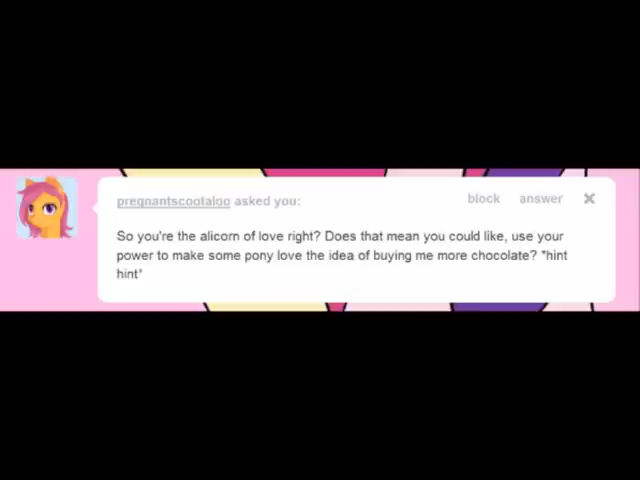 pregnantscootaloo asked you:
block answer
So you're the alicorn of love right? Does that mean you could like, use your
power to make some pony love the idea of buying me more chocolate? *hint
hint*